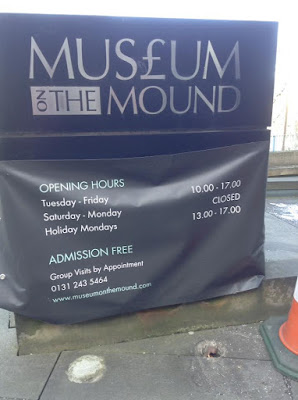 MUS£UM
ON THE MOUND
OPENING HOURS
Tuesday - Friday 10.00 - 17.00
Saturday - Monday CLOSED
Holiday Mondays 13.00 - 17.00
ADMISSION FREE
Group Visits by Appointment
0131 243 5464
www.museumonthemound.com